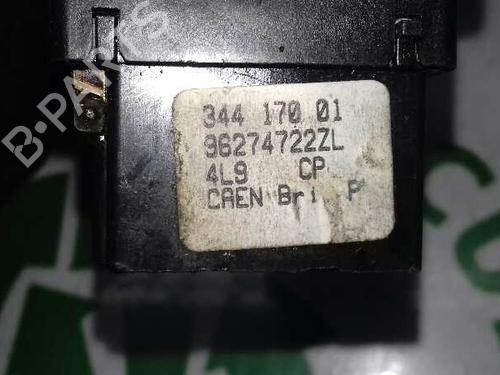 344 170 01
96274722ZL
4L9 CP
CAEN Bri P
B-PARTS